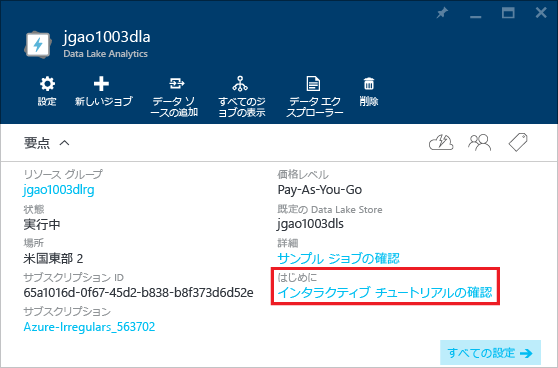 jgao1003dla
Data Lake Analytics
設定
新しいジョブ
データ ソ
ースの追加
すべてのジ
ョブの表示
データ エク
スプローラー
削除
要点
リソース グループ
jgao1003dlrg
状態
実行中
場所
米国東部 2
サブスクリプション ID
65a1016d-0f67-45d2-b838-b8f373d6d52e
サブスクリプション
Azure-Irregulars_563702
価格レベル
Pay-As-You-Go
既定の Data Lake Store
jgao1003dls
詳細
サンプル ジョブの確認
はじめに
インタラクティブ チュートリアルの確認
すべての設定